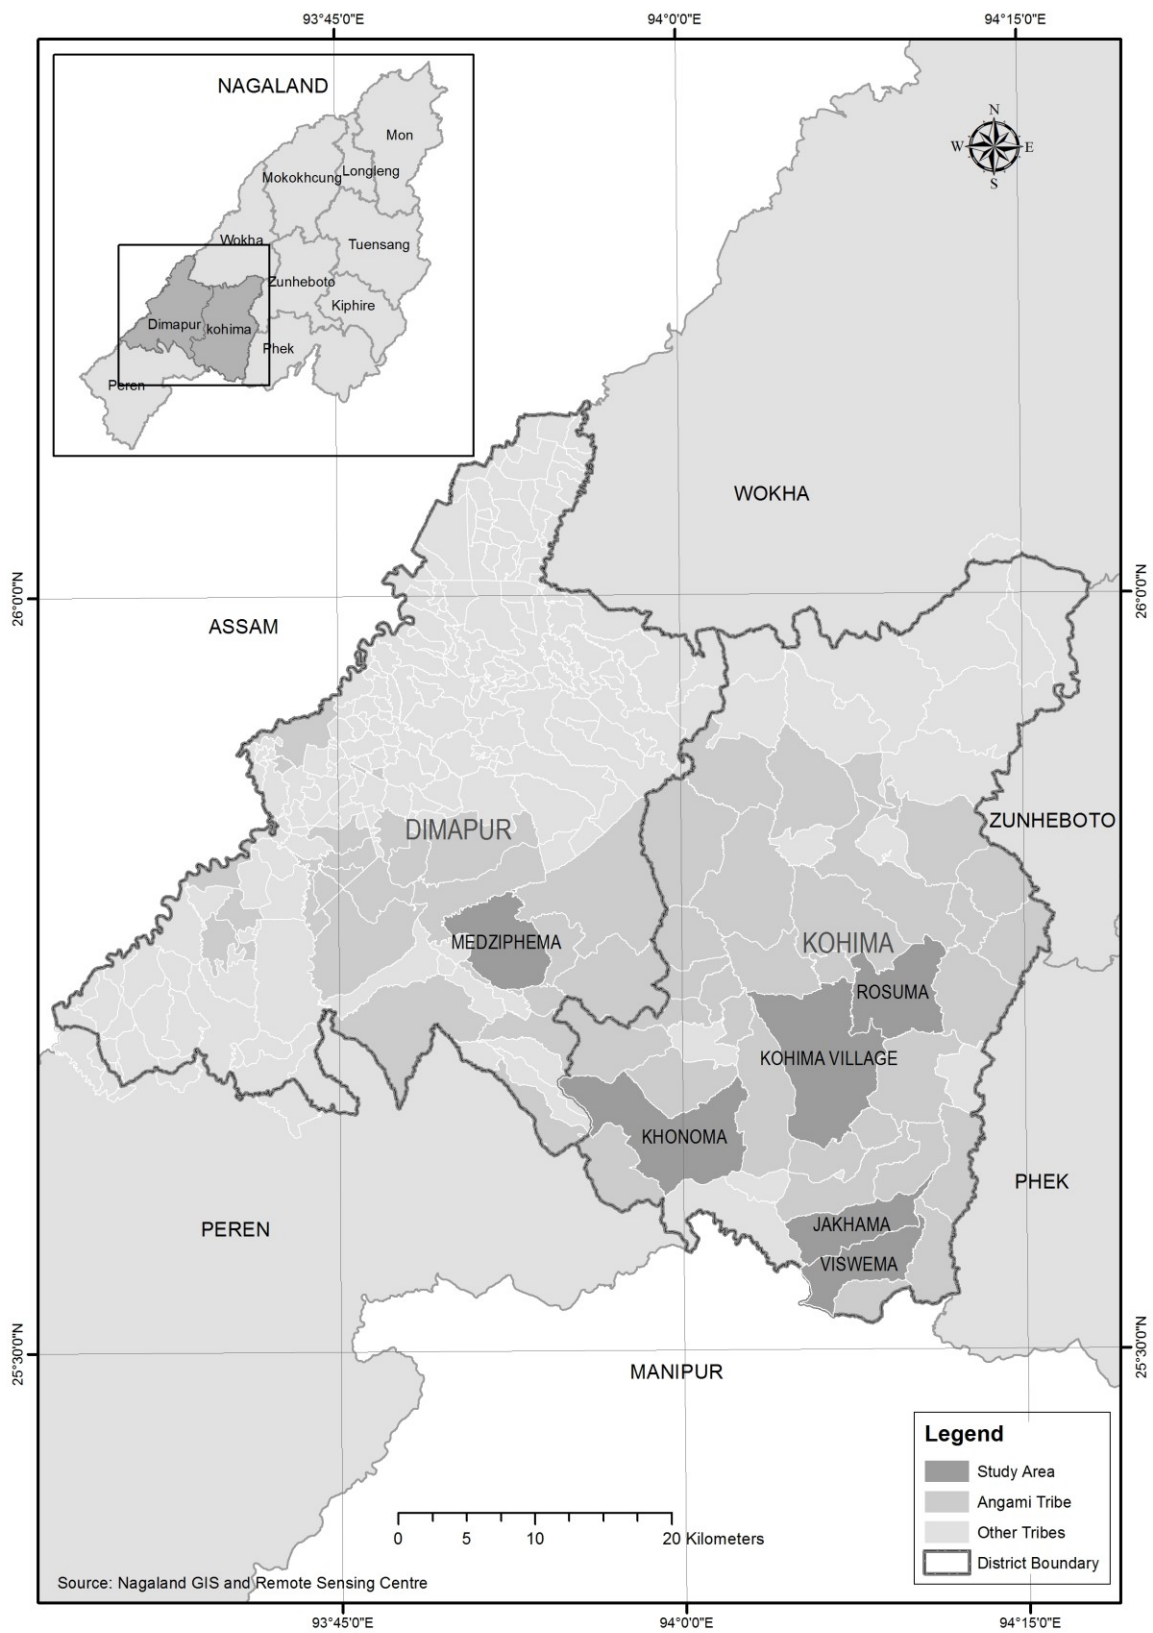 93°45'0"E
94°0'0"E
94°15'0"E
NAGALAND
Mon
Longleng
Mokokhcung
Wokha
Tuensang
Zunheboto
Kiphire
Dimapur
kohima
Phek
Peren
N
W
E
S
WOKHA
26°0'0"N
26°0'0"N
ASSAM
ZUNHEBOTO
DIMAPUR
MEDZIPHEMA
KOHIMA
ROSUMA
KOHIMA VILLAGE
KHONOMA
PHEK
JAKHAMA
PEREN
VISWEMA
25°30'0"N
25°30'0"N
MANIPUR
Legend
Study Area
Angami Tribe
Other Tribes
District Boundary
0 5 10 20 Kilometers
Source: Nagaland GIS and Remote Sensing Centre
93°45'0"E
94°0'0"E
94°15'0"E